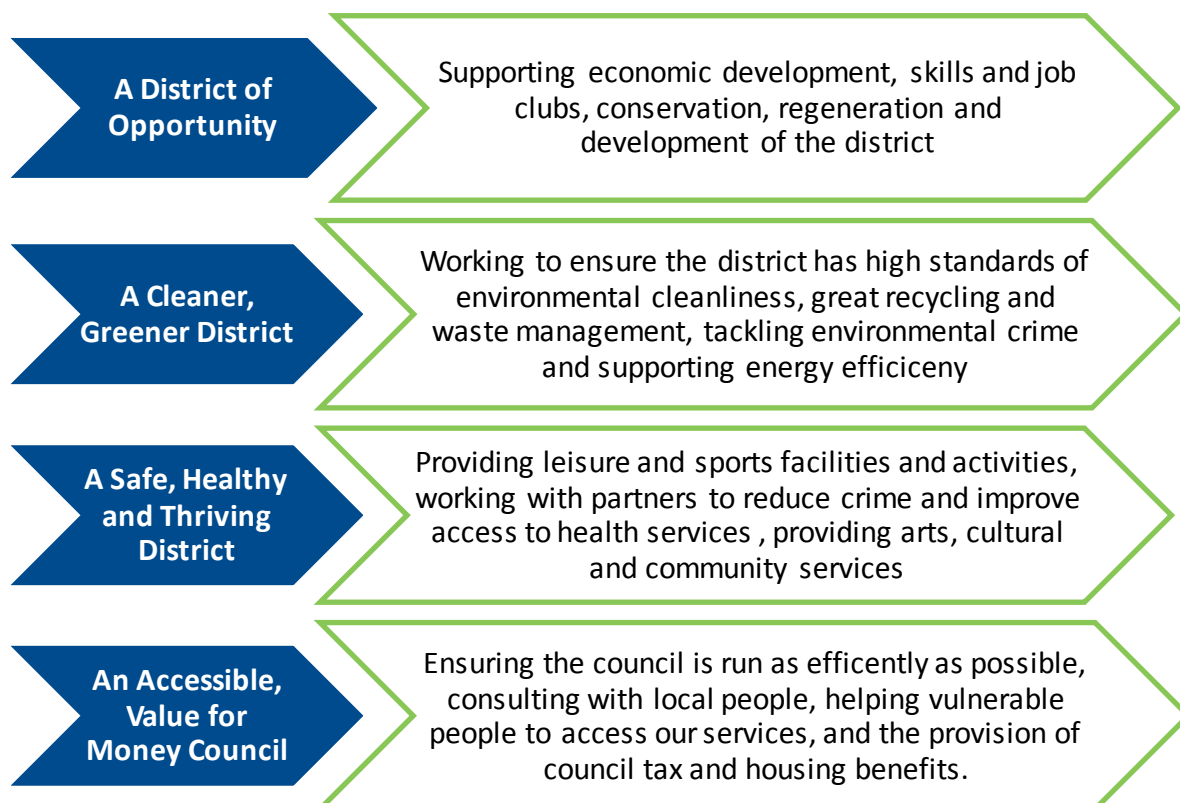 A District of
Opportunity
Supporting economic development, skills and job
clubs, conservation, regeneration and
development of the district
A Cleaner,
Greener District
Working to ensure the district has high standards of
environmental cleanliness, great recycling and
waste management, tackling environmental crime
and supporting energy efficiceny
A Safe, Healthy
and Thriving
District
Providing leisure and sports facilities and activities,
working with partners to reduce crime and improve
access to health services , providing arts, cultural
and community services
An Accessible,
Value for
Money Council
Ensuring the council is run as efficently as possible,
consulting with local people, helping vulnerable
people to access our services, and the provision of
council tax and housing benefits.